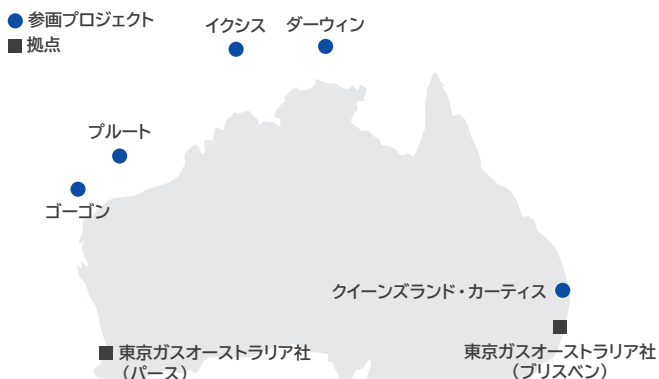 参画プロジェクト
拠点
イクシス
ダーウィン
プルート
ゴーゴン
クイーンズランド・カーティス
東京ガスオーストラリア社
（パース）
東京ガスオーストラリア社
（ブリスベン）